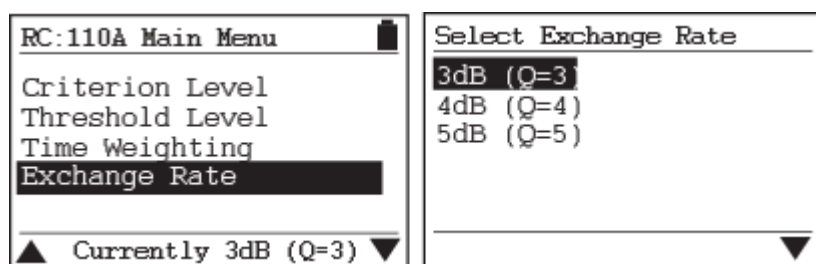 RC:110A Main Menu
Criterion Level
Threshold Level
Time Weighting
Exchange Rate
Currently 3dB (Q=3)
Select Exchange Rate
3dB (Q=3)
4dB (Q=4)
5dB (Q=5)